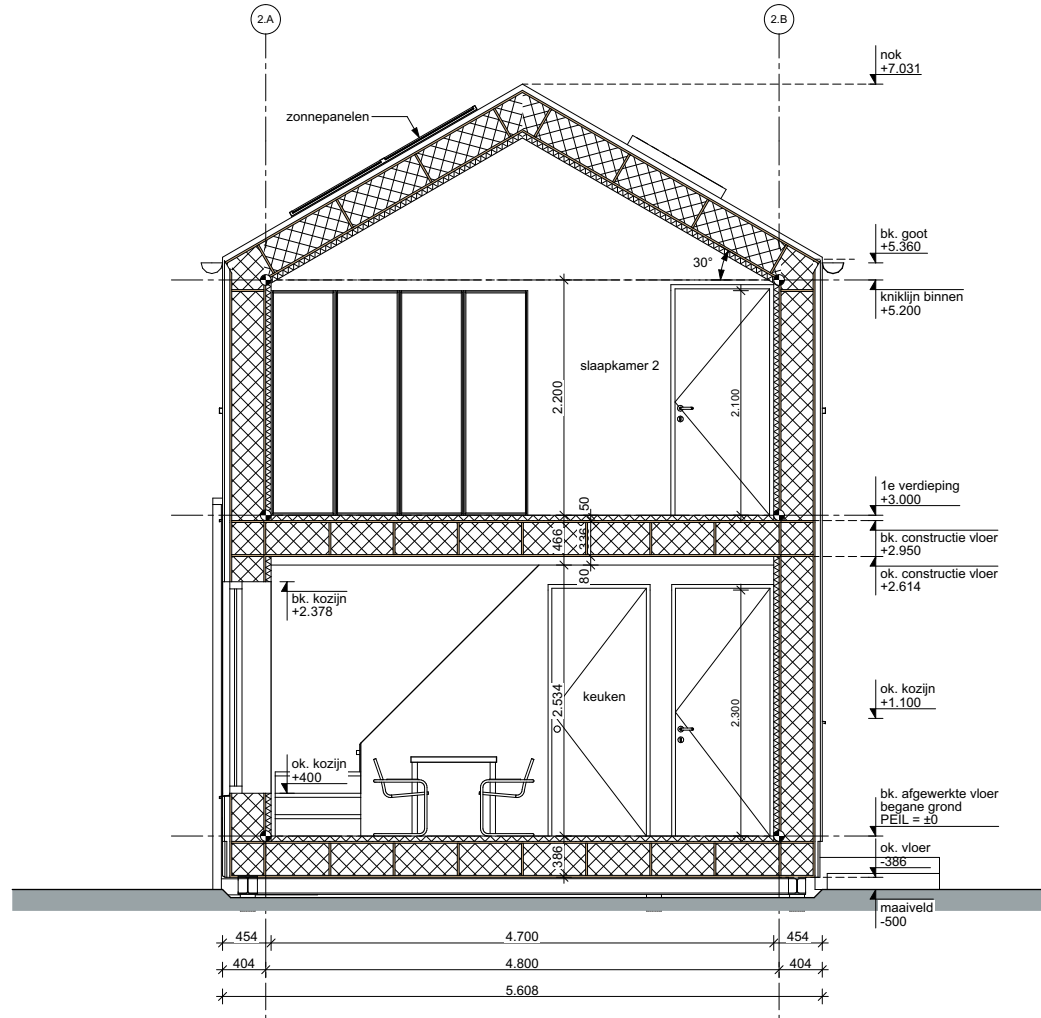 2.A
2.B
nok
+7.031
zonnepanelen
bk. goot
+5.360
30°
kniklijn binnen
+5.200
slaapkamer 2
2.200
2.100
1e verdieping
+3.000
50
466
336
80
bk. constructie vloer
+2.950
ok. constructie vloer
+2.614
bk. kozijn
+2.378
keuken
2.534
2.300
ok. kozijn
+1.100
ok. kozijn
+400
bk. afgewerkte vloer
begane grond
PEIL = ±0
386
ok. vloer
-386
maaiveld
-500
454
4.700
454
404
4.800
404
5.608